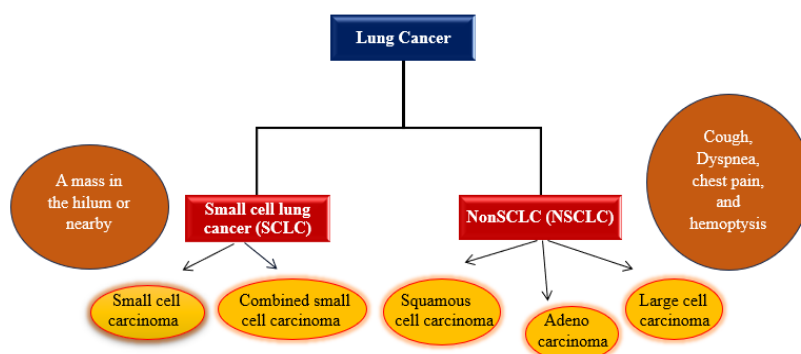 Lung Cancer
A mass in
the hilum or
nearby
Cough,
Dyspnea,
chest pain,
and
hemoptysis
Small cell lung
cancer (SCLC)
NonSCLC (NSCLC)
Small cell
carcinoma
Combined small
cell carcinoma
Squamous
cell carcinoma
Adeno
carcinoma
Large cell
carcinoma